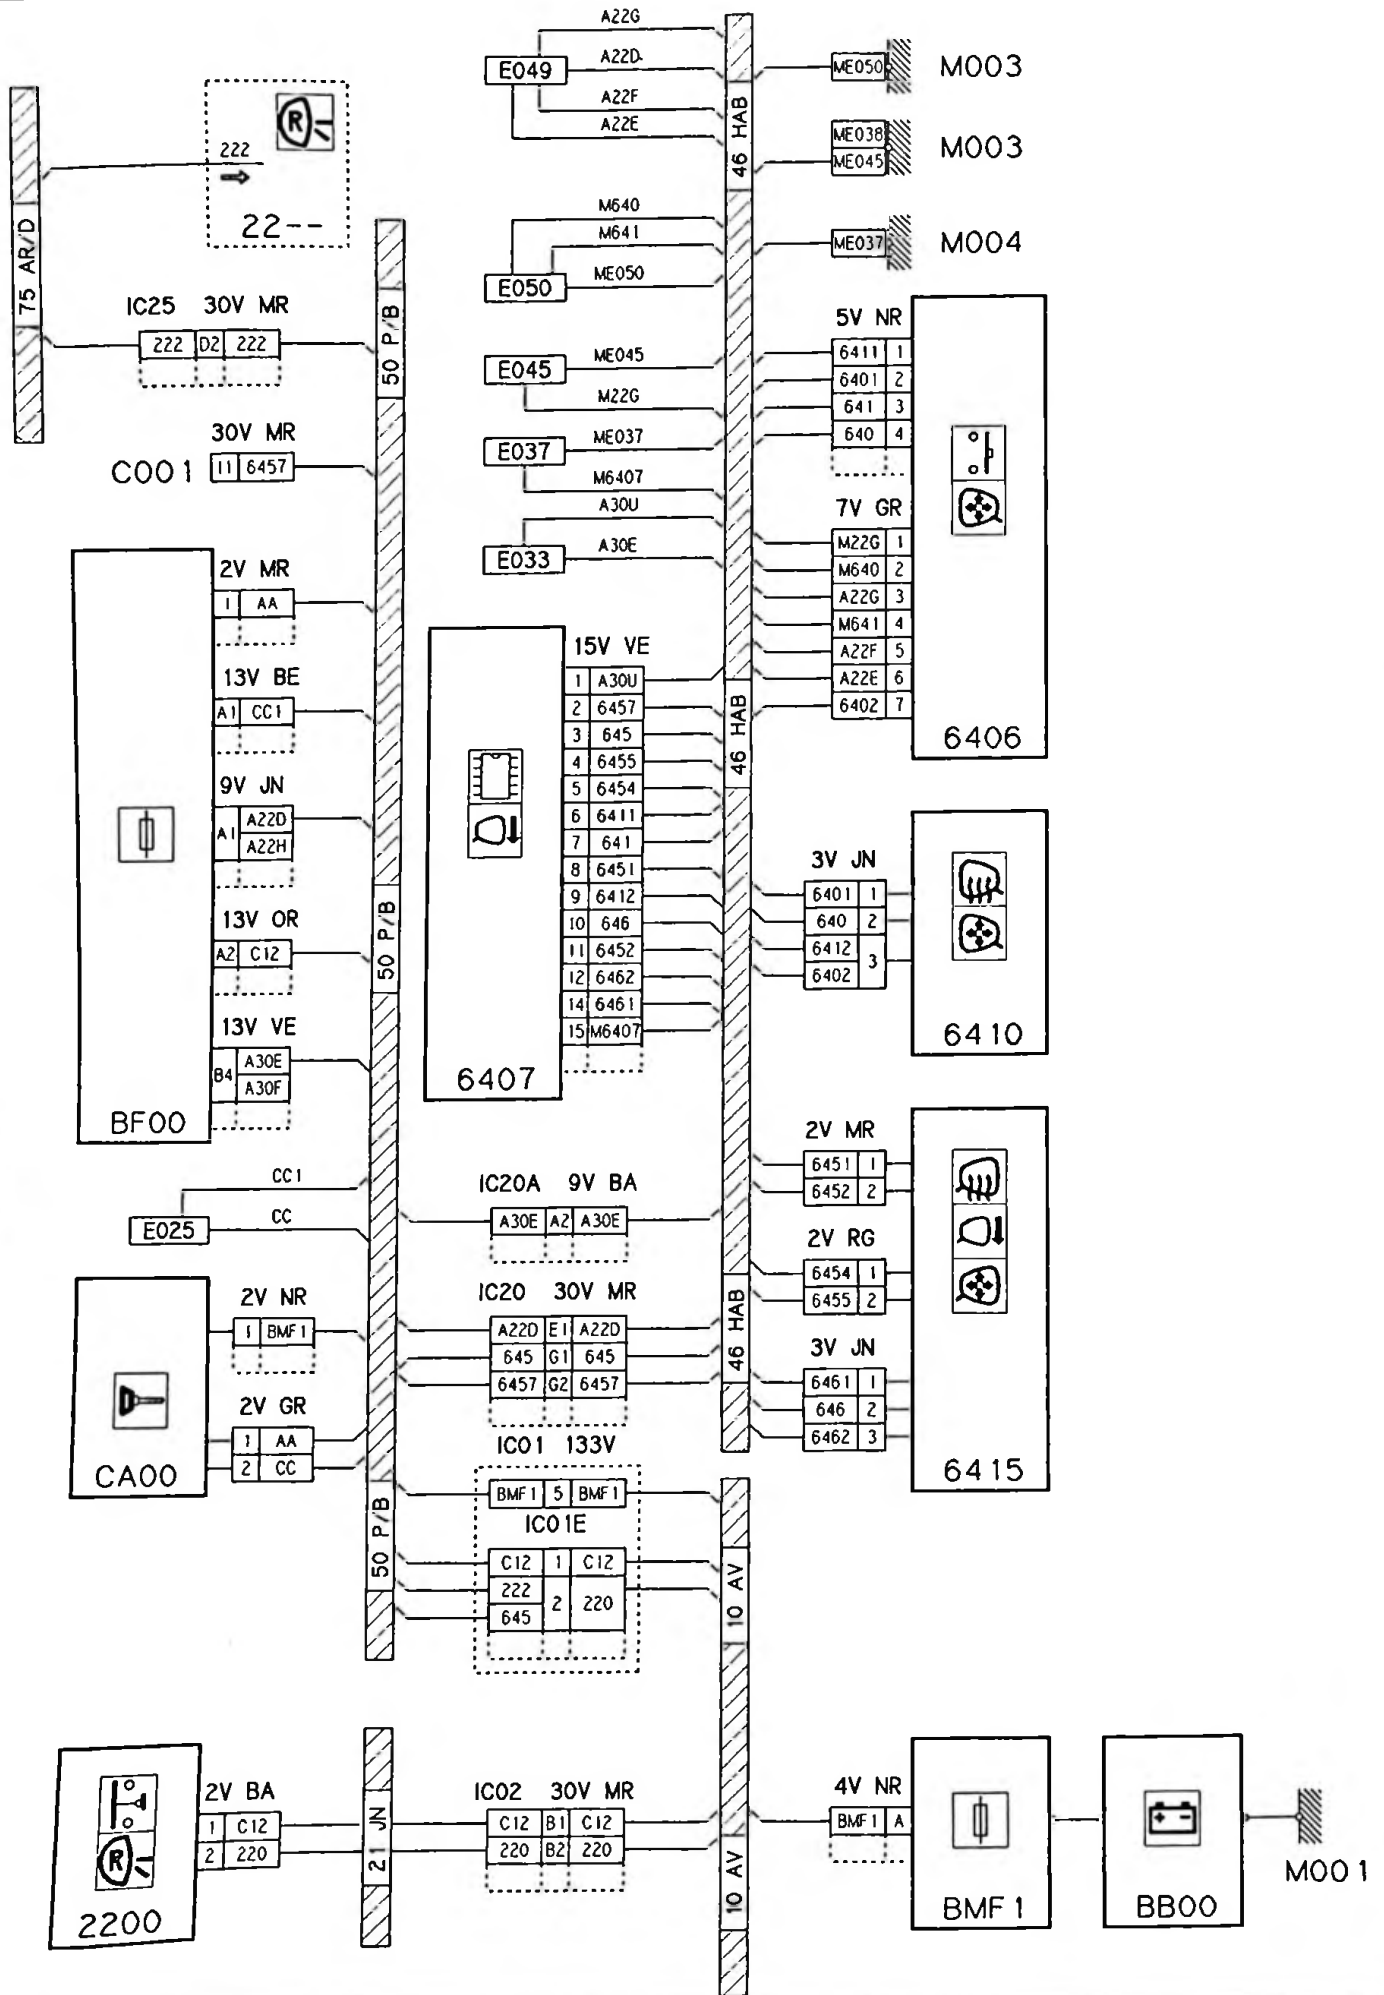 75 AR/D
222
22--
IC25 30V MR
222 D2 222
30V MR
C001 11 6457
50 P/B
BF00
2V MR
1 AA
13V BE
A1 CC1
9V JN
A1 A22D
A22H
13V OR
A2 C12
13V VE
B4 A30E
A30F
50 P/B
CC1
E025 CC
CA00
2V NR
1 BMF1
2V GR
1 AA
2 CC
50 P/B
A22G
E049 A22D
A22F
A22E
M640
M641
E050 ME050
E045 ME045
M22G
E037 ME037
M6407
A30U
E033 A30E
46 HAB
6407
15V VE
1 A30U
2 6457
3 645
4 6455
5 6454
6 6411
7 641
8 6451
9 6412
10 646
11 6452
12 6462
14 6461
15 M6407
46 HAB
IC20A 9V BA
A30E A2 A30E
IC20 30V MR
A22D E1 A22D
645 G1 645
6457 G2 6457
46 HAB
IC01 133V
BMF1 5 BMF1
IC01E
C12 1 C12
222 2 220
645
10 AV
ME050 M003
ME038 M003
ME045
ME037 M004
5V NR
6411 1
6401 2
641 3
640 4
7V GR
M22G 1
M640 2
A22G 3
M641 4
A22F 5
A22E 6
6402 7
6406
3V JN
6401 1
640 2
6412 3
6402
6410
2V MR
6451 1
6452 2
2V RG
6454 1
6455 2
3V JN
6461 1
646 2
6462 3
6415
R
2200
2V BA
1 C12
2 220
21 JN
IC02 30V MR
C12 B1 C12
220 B2 220
10 AV
4V NR
BMF1 A
BMF1
+ -
BB00
M001
R